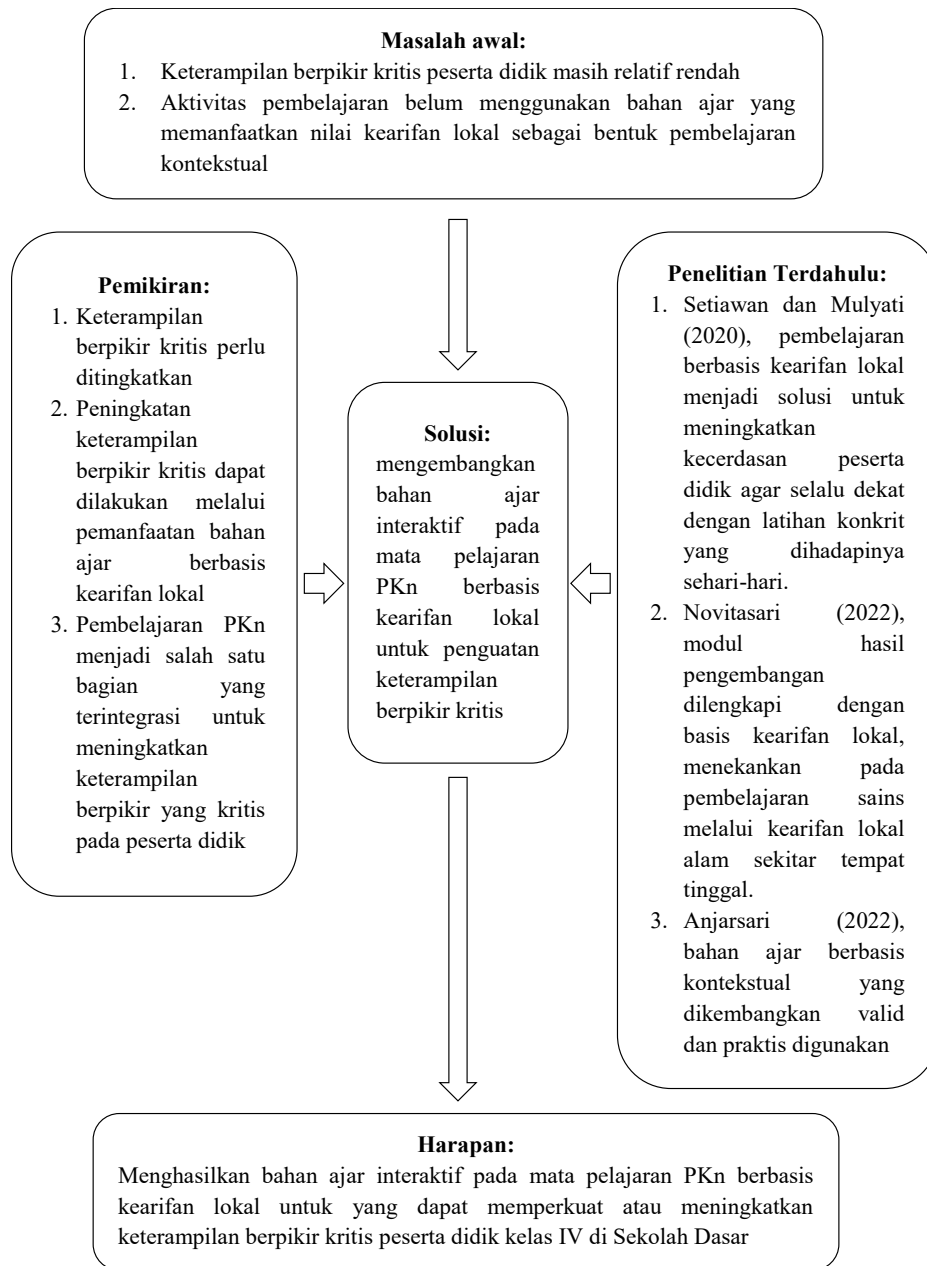 Masalah awal:
1. Keterampilan berpikir kritis peserta didik masih relatif rendah
2. Aktivitas pembelajaran belum menggunakan bahan ajar yang
memanfaatkan nilai kearifan lokal sebagai bentuk pembelajaran
kontekstual
Pemikiran:
1. Keterampilan
berpikir kritis perlu
ditingkatkan
2. Peningkatan
keterampilan
berpikir kritis dapat
dilakukan melalui
pemanfaatan bahan
ajar berbasis
kearifan lokal
3. Pembelajaran PKn
menjadi salah satu
bagian yang
terintegrasi untuk
meningkatkan
keterampilan
berpikir yang kritis
pada peserta didik
Solusi:
mengembangkan
bahan ajar
interaktif pada
mata pelajaran
PKn berbasis
kearifan lokal
untuk penguatan
keterampilan
berpikir kritis
Penelitian Terdahulu:
1. Setiawan dan Mulyati
(2020), pembelajaran
berbasis kearifan lokal
menjadi solusi untuk
meningkatkan
kecerdasan peserta
didik agar selalu dekat
dengan latihan konkrit
yang dihadapinya
sehari-hari.
2. Novitasari (2022),
modul hasil
pengembangan
dilengkapi dengan
basis kearifan lokal,
menekankan pada
pembelajaran sains
melalui kearifan lokal
alam sekitar tempat
tinggal.
3. Anjarsari (2022),
bahan ajar berbasis
kontekstual yang
dikembangkan valid
dan praktis digunakan
Harapan:
Menghasilkan bahan ajar interaktif pada mata pelajaran PKn berbasis
kearifan lokal untuk yang dapat memperkuat atau meningkatkan
keterampilan berpikir kritis peserta didik kelas IV di Sekolah Dasar